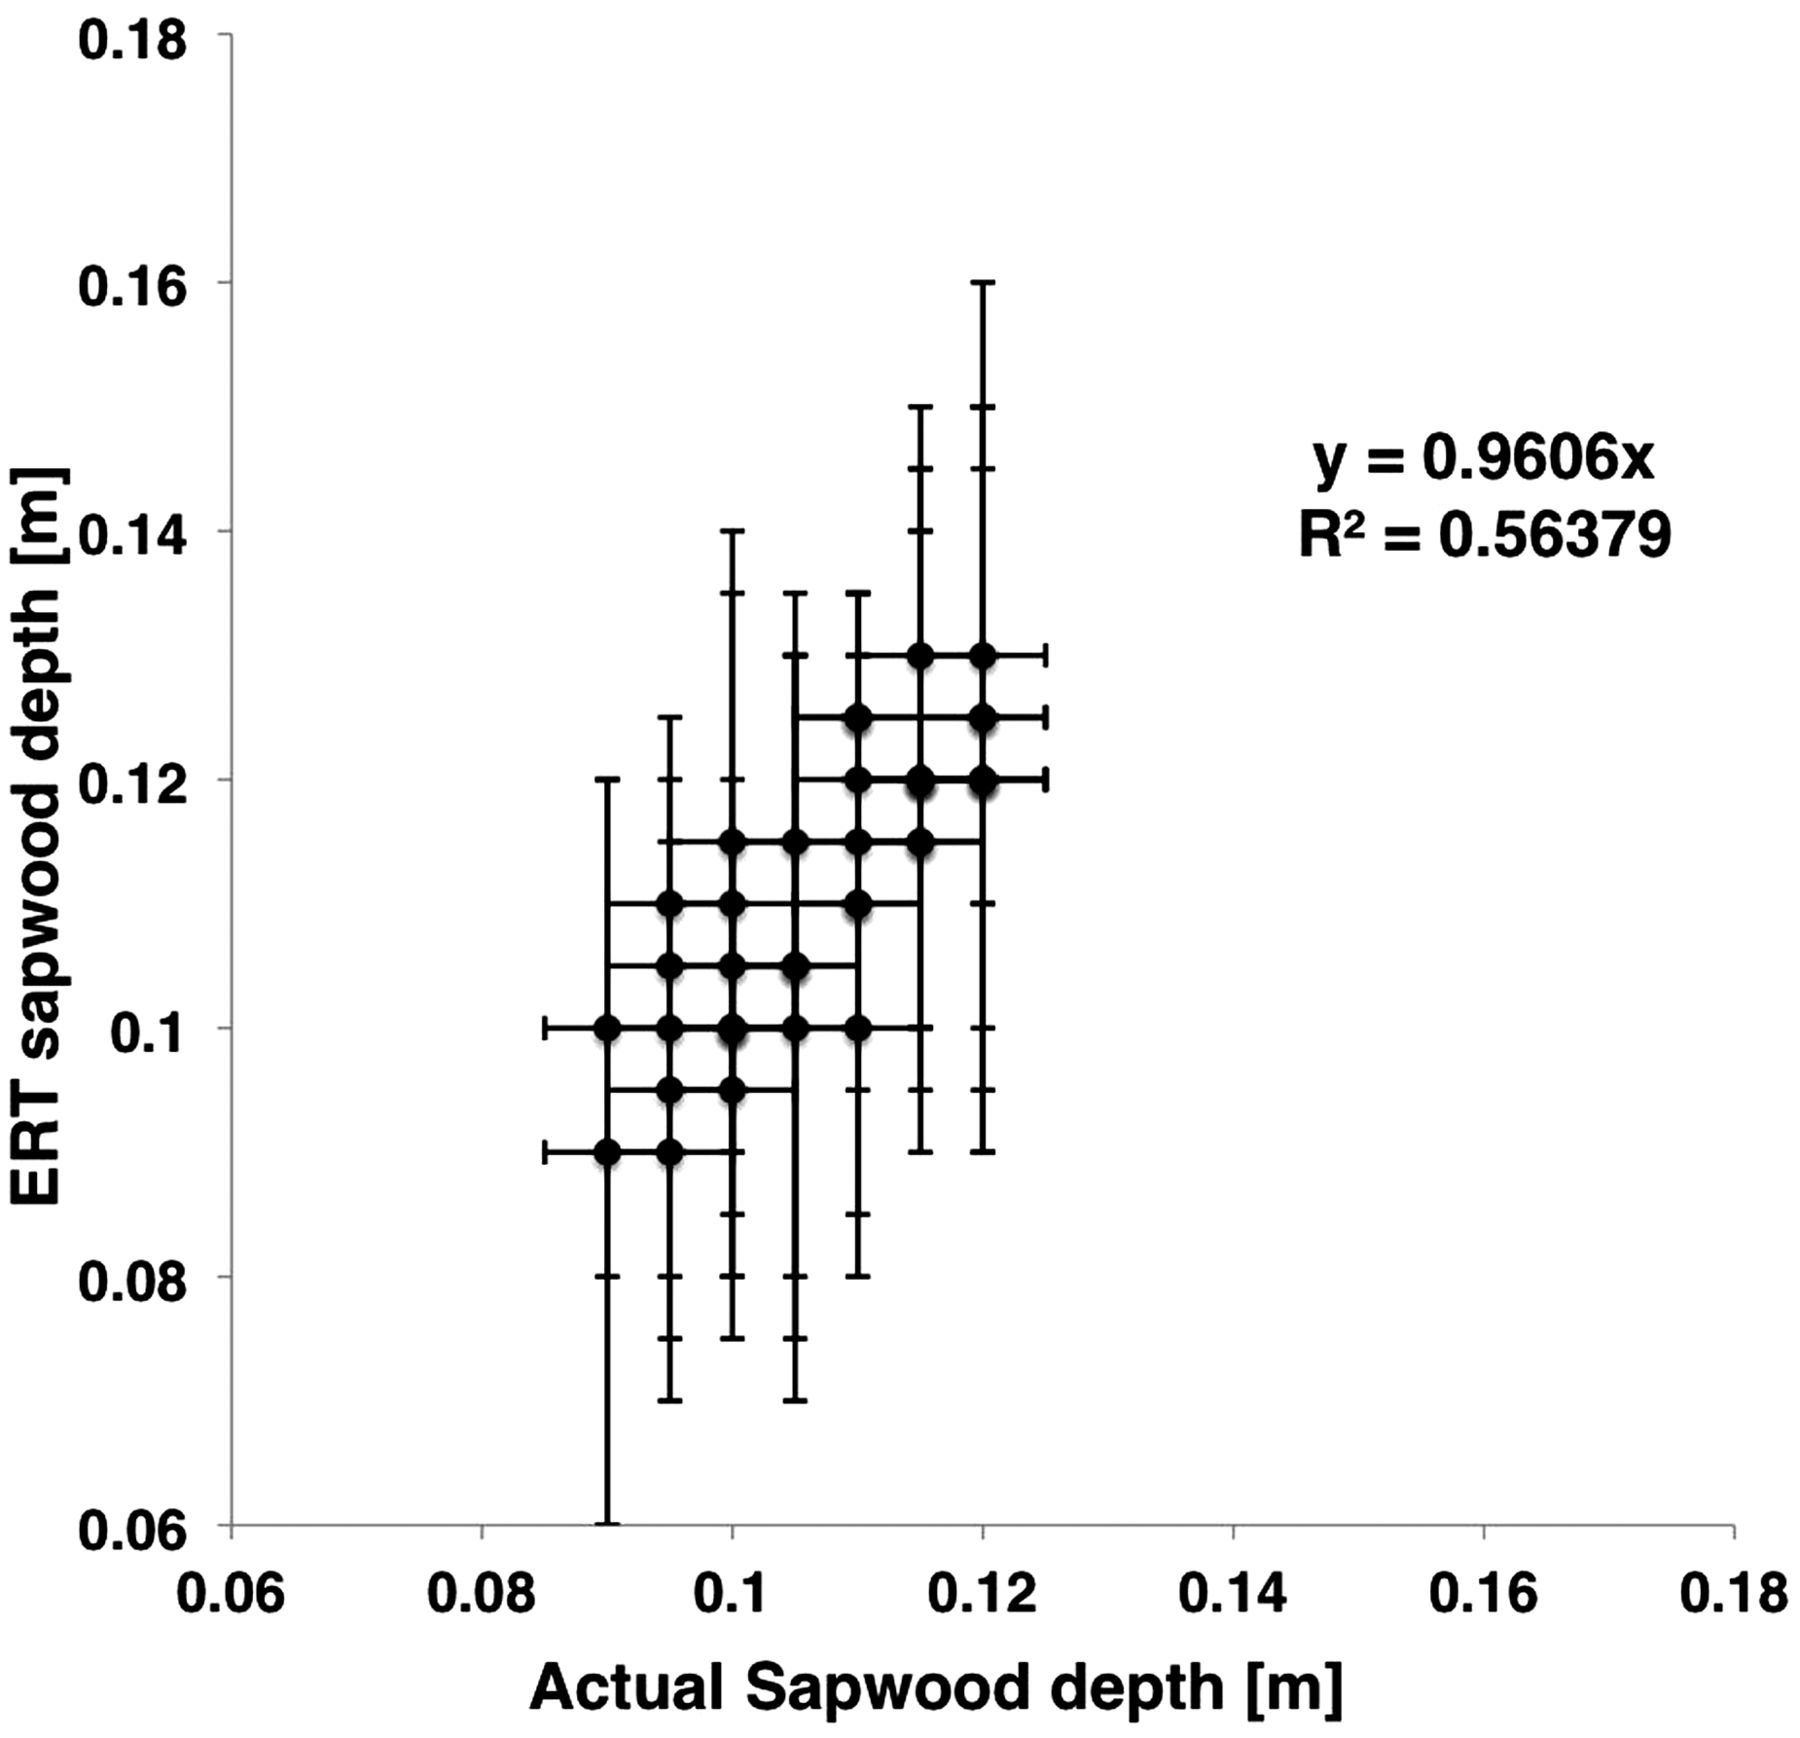 0.18
0.16
0.14
0.12
0.1
0.08
0.06
ERT sapwood depth [m]
y = 0.9606x
R² = 0.56379
0.06 0.08 0.1 0.12 0.14 0.16 0.18
Actual Sapwood depth [m]